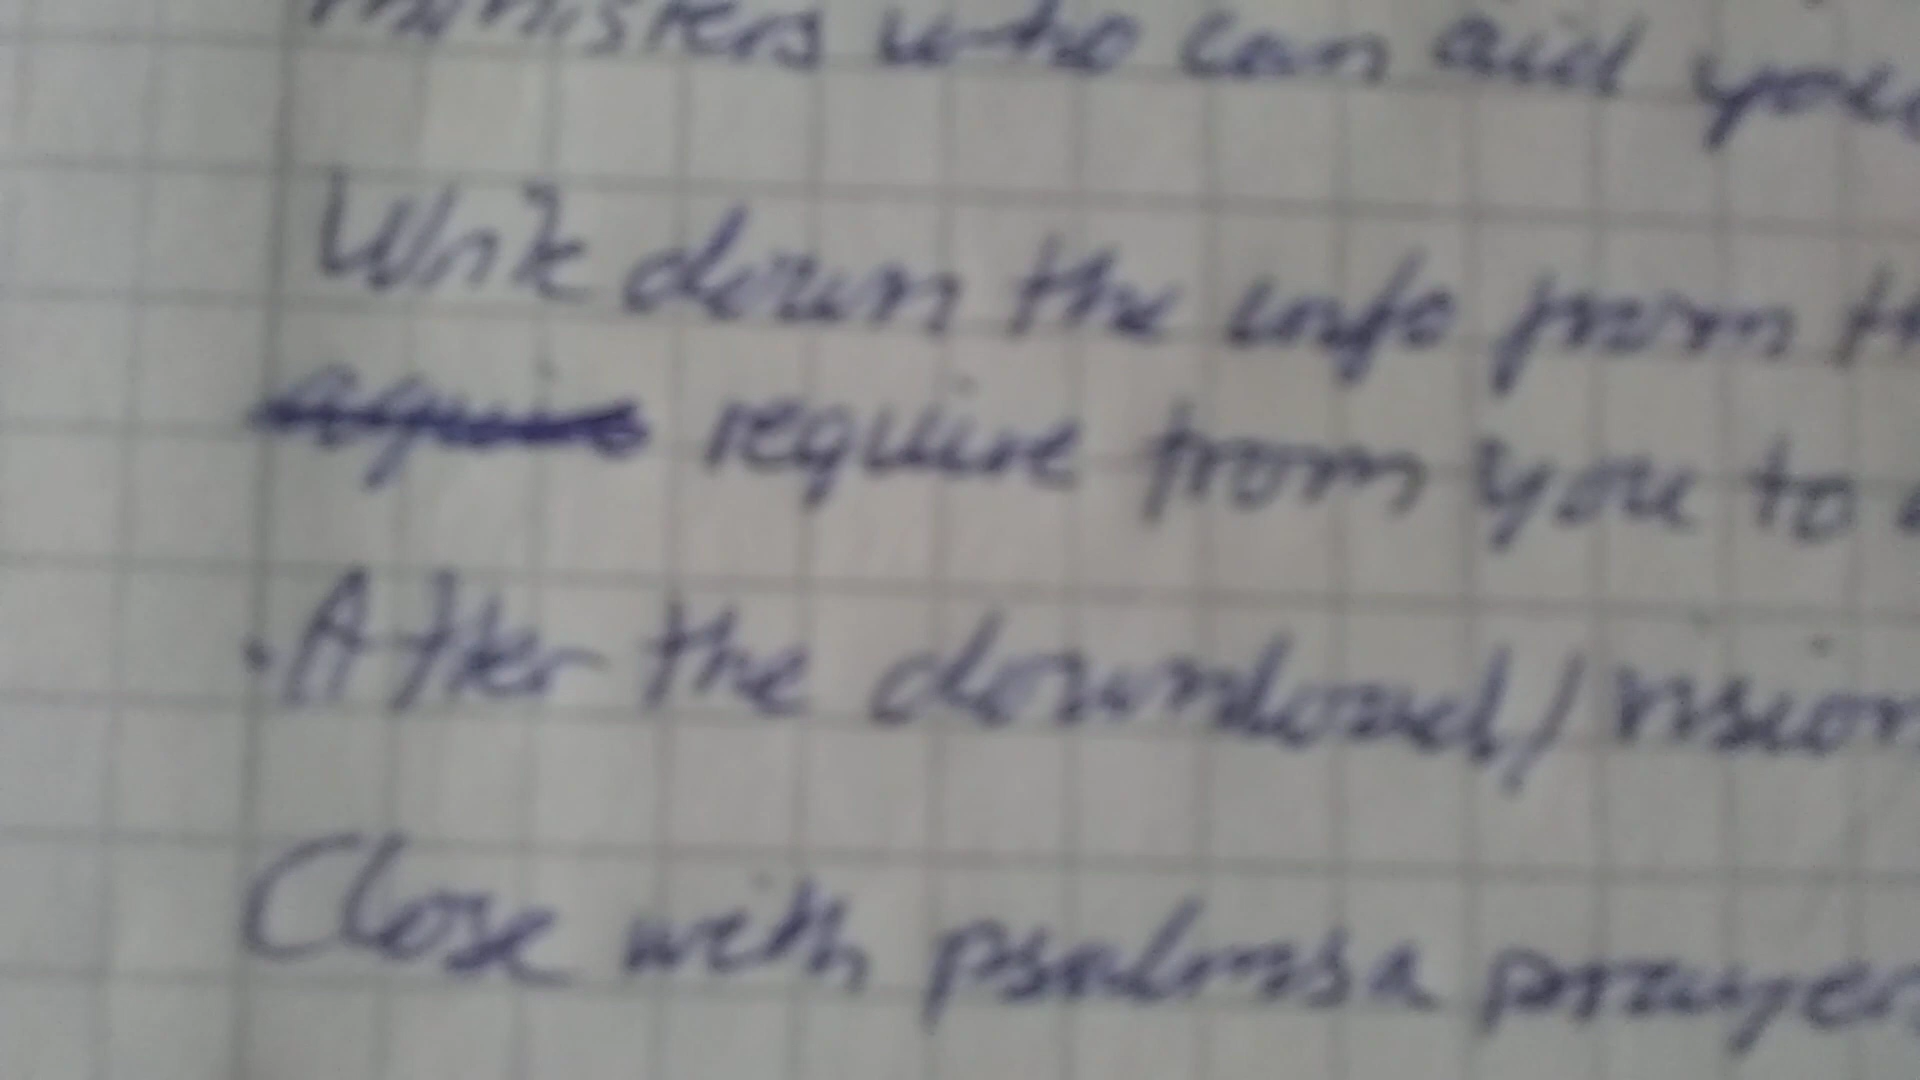 ministers who can aid you
Write down the info from th
require from you to
. After the download / vision
Close with psalms a prayer